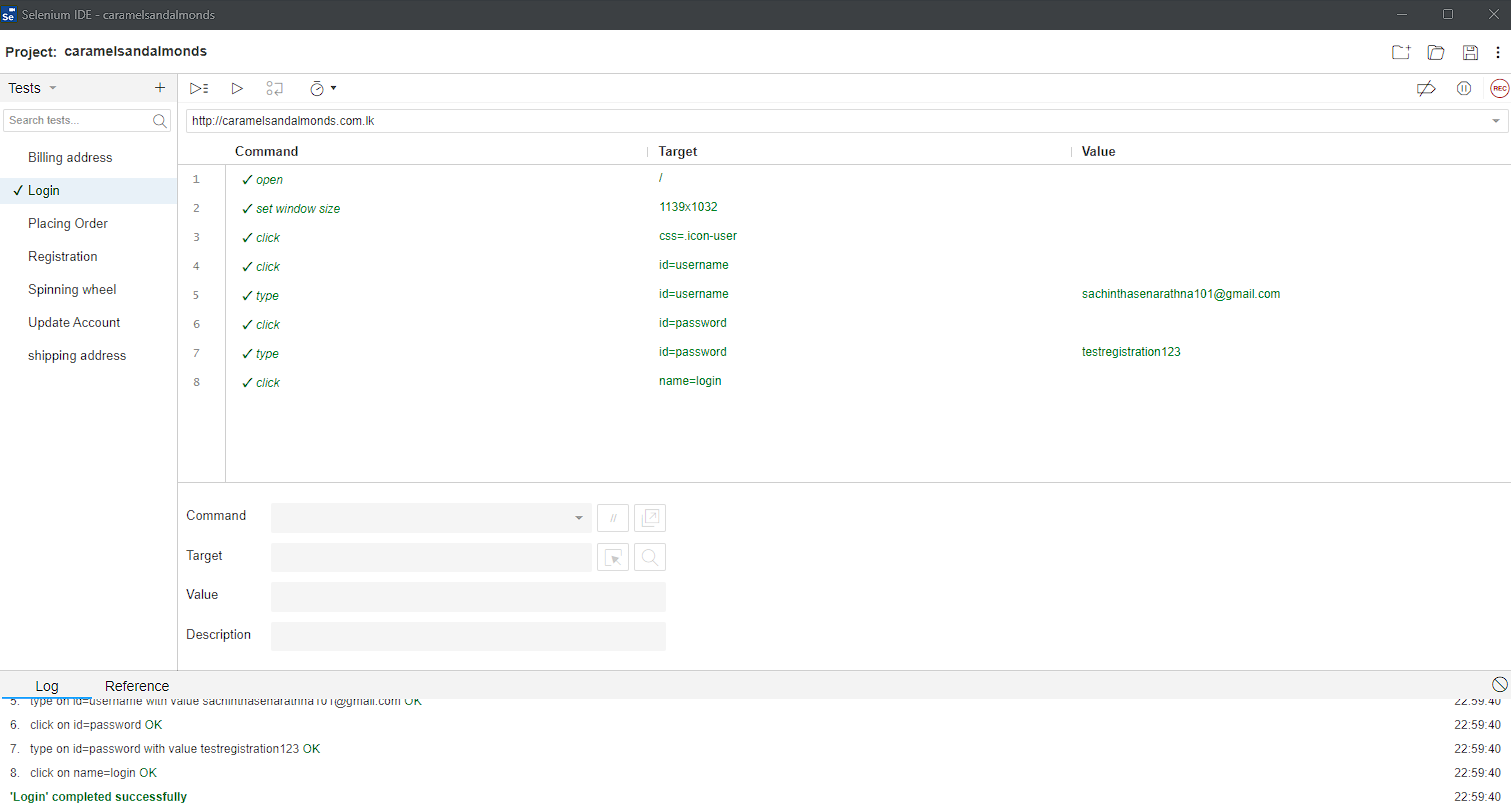 Selenium IDE - caramelsandalmonds
Project: caramelsandalmonds
Tests
Search tests...
Billing address
✓ Login
Placing Order
Registration
Spinning wheel
Update Account
shipping address
REC
http://caramelsandalmonds.com.lk
Command Target Value
1 ✓ open /
2 ✓ set window size 1139x1032
3 ✓ click css=.icon-user
4 ✓ click id=username
5 ✓ type id=username sachinthasenarathna101@gmail.com
6 ✓ click id=password
7 ✓ type id=password testregistration123
8 ✓ click name=login
Command //
Target
Value
Description
Log Reference
5. type on id=username with value sachinthasenarathna101@gmail.com OK 22:59:40
6. click on id=password OK 22:59:40
7. type on id=password with value testregistration123 OK 22:59:40
8. click on name=login OK 22:59:40
'Login' completed successfully 22:59:40